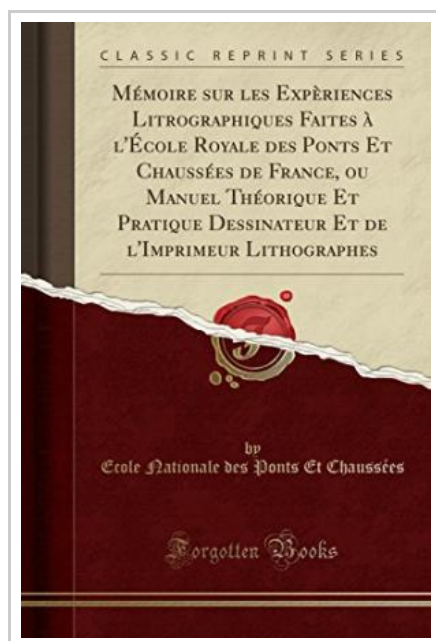 CLASSIC REPRINT SERIES
MÉMOIRE SUR LES EXPÈRIENCES
LITROGRAPHIQUES FAITES À
L'ÉCOLE ROYALE DES PONTS ET
CHAUSSÉES DE FRANCE, OU
MANUEL THÉORIQUE ET
PRATIQUE DESSINATEUR ET DE
L'IMPRIMEUR LITHOGRAPHES
F
by
Ecole Nationale des Ponts Et Chaussées
Forgotten Books